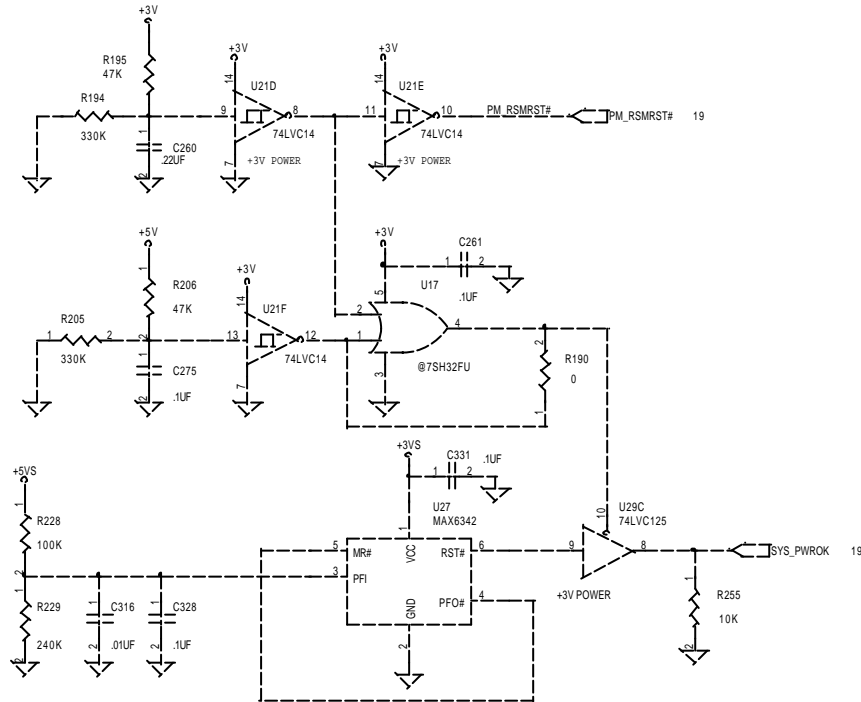 +3V
R195
47K
R194
330K
1
2
C260
.22UF
+3V
14
U21D
9
8
74LVC14
7
+3V POWER
+3V
14
U21E
11
10
74LVC14
7
+3V POWER
PM_RSMRST#
PM_RSMRST# 19
+5V
1
R206
47K
2
R205
1
2
330K
1
C275
2
.1UF
+3V
14
U21F
13
12
74LVC14
7
+3V
C261
1
2
.1UF
U17
5
2
1
4
3
@7SH32FU
2
R190
0
1
+5VS
1
R228
100K
2
1
R229
240K
2
1
C316
.01UF
2
1
C328
.1UF
2
+3VS
C331
.1UF
1
2
U27
MAX6342
1
5
MR#
VCC
RST#
6
3
PFI
GND
PFO#
4
2
U29C
74LVC125
10
9
8
+3V POWER
1
R255
10K
2
SYS_PWROK 19